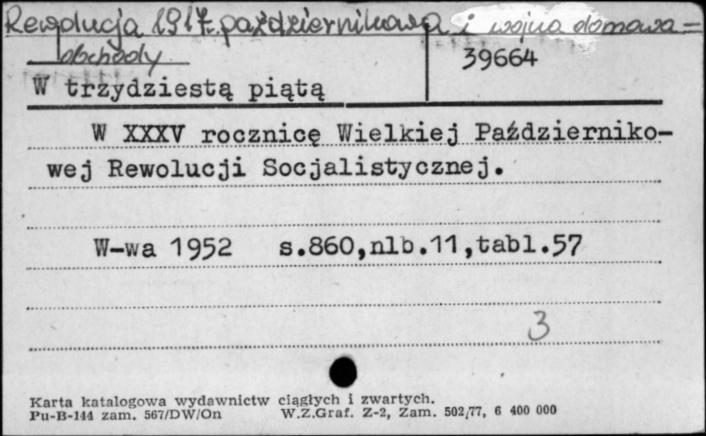 Rewolucja 1917 październikowa i wojna domowa =
obchody
39664
W trzydziestą piątą
W XXXV rocznicę Wielkiej Październiko-
wej Rewolucji Socjalistycznej.
W-wa 1952 s.860,nlb.11,tabl.57
3
Karta katalogowa wydawnictw ciągłych i zwartych.
Pu-B-144 zam. 567/DW/On W.Z.Graf. Z-2, Zam. 502/77, 6 400 000